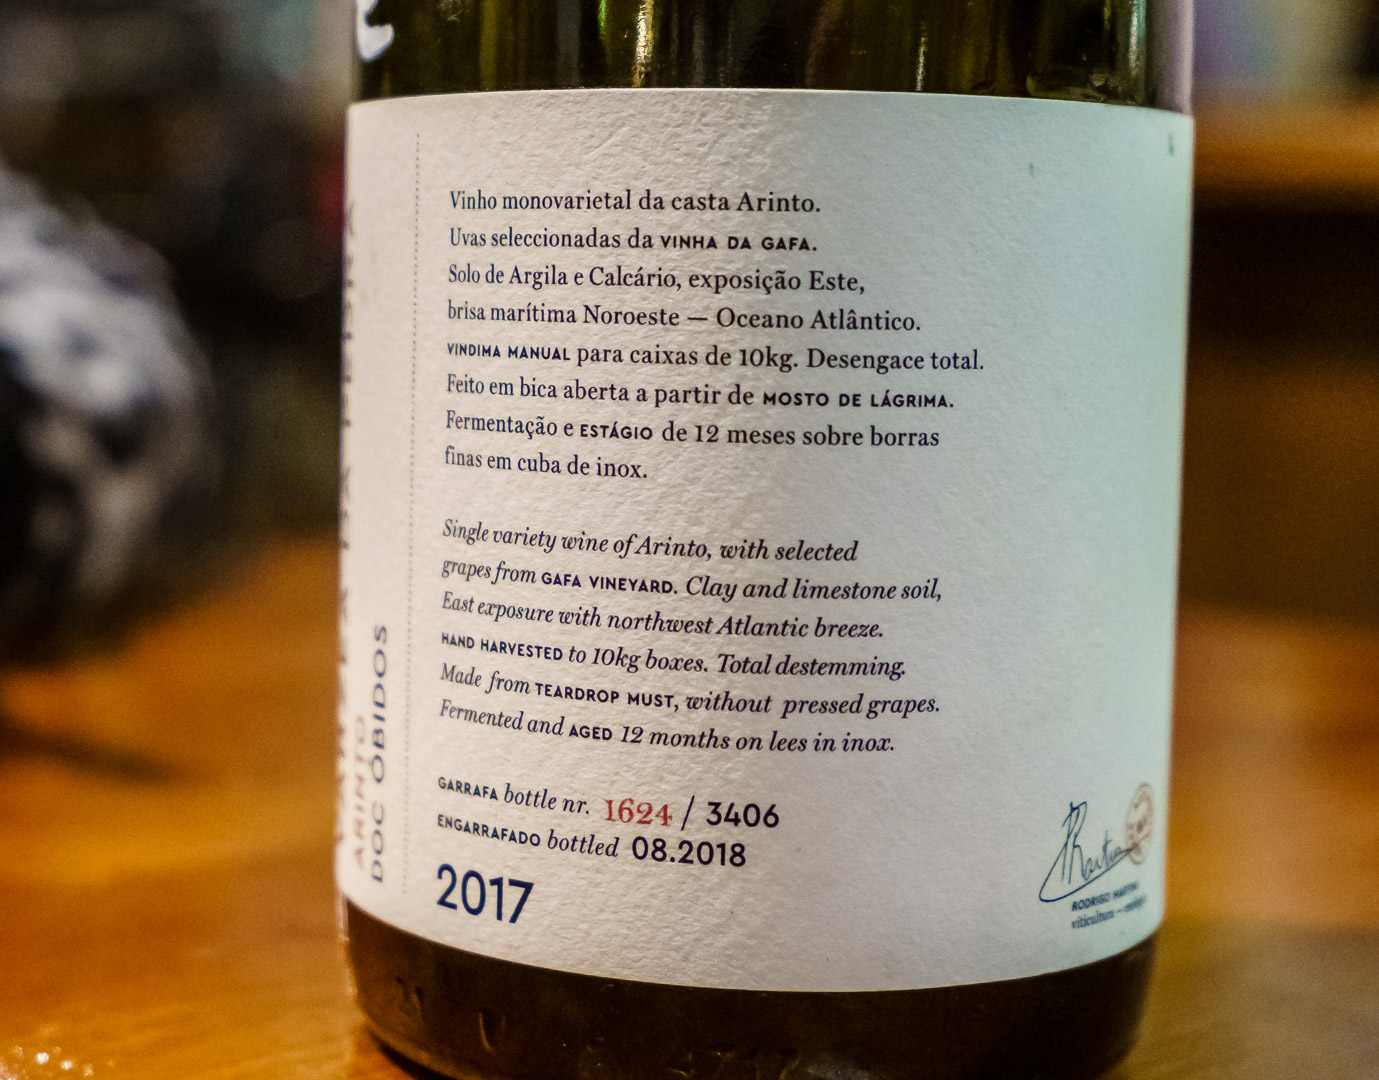 Vinho monovarietal da casta Arinto.
Uvas seleccionadas da VINHA DA GAFA.
Solo de Argila e Calcário, exposição Este,
brisa marítima Noroeste — Oceano Atlântico.
VINDIMA MANUAL para caixas de 10kg. Desengace total.
Feito em bica aberta a partir de MOSTO DE LÁGRIMA.
Fermentação e ESTÁGIO de 12 meses sobre borras
finas em cuba de inox.
Single variety wine of Arinto, with selected
grapes from GAFA VINEYARD. Clay and limestone soil,
East exposure with northwest Atlantic breeze.
HAND HARVESTED to 10kg boxes. Total destemming.
Made from TEARDROP MUST, without pressed grapes.
Fermented and AGED 12 months on lees in inox.
GARRAFA bottle nr. 1624 / 3406
ENGARRAFADO bottled 08.2018
2017
ARINTO
DOC OBIDOS
RODRIGO MARTINS
viticultura —